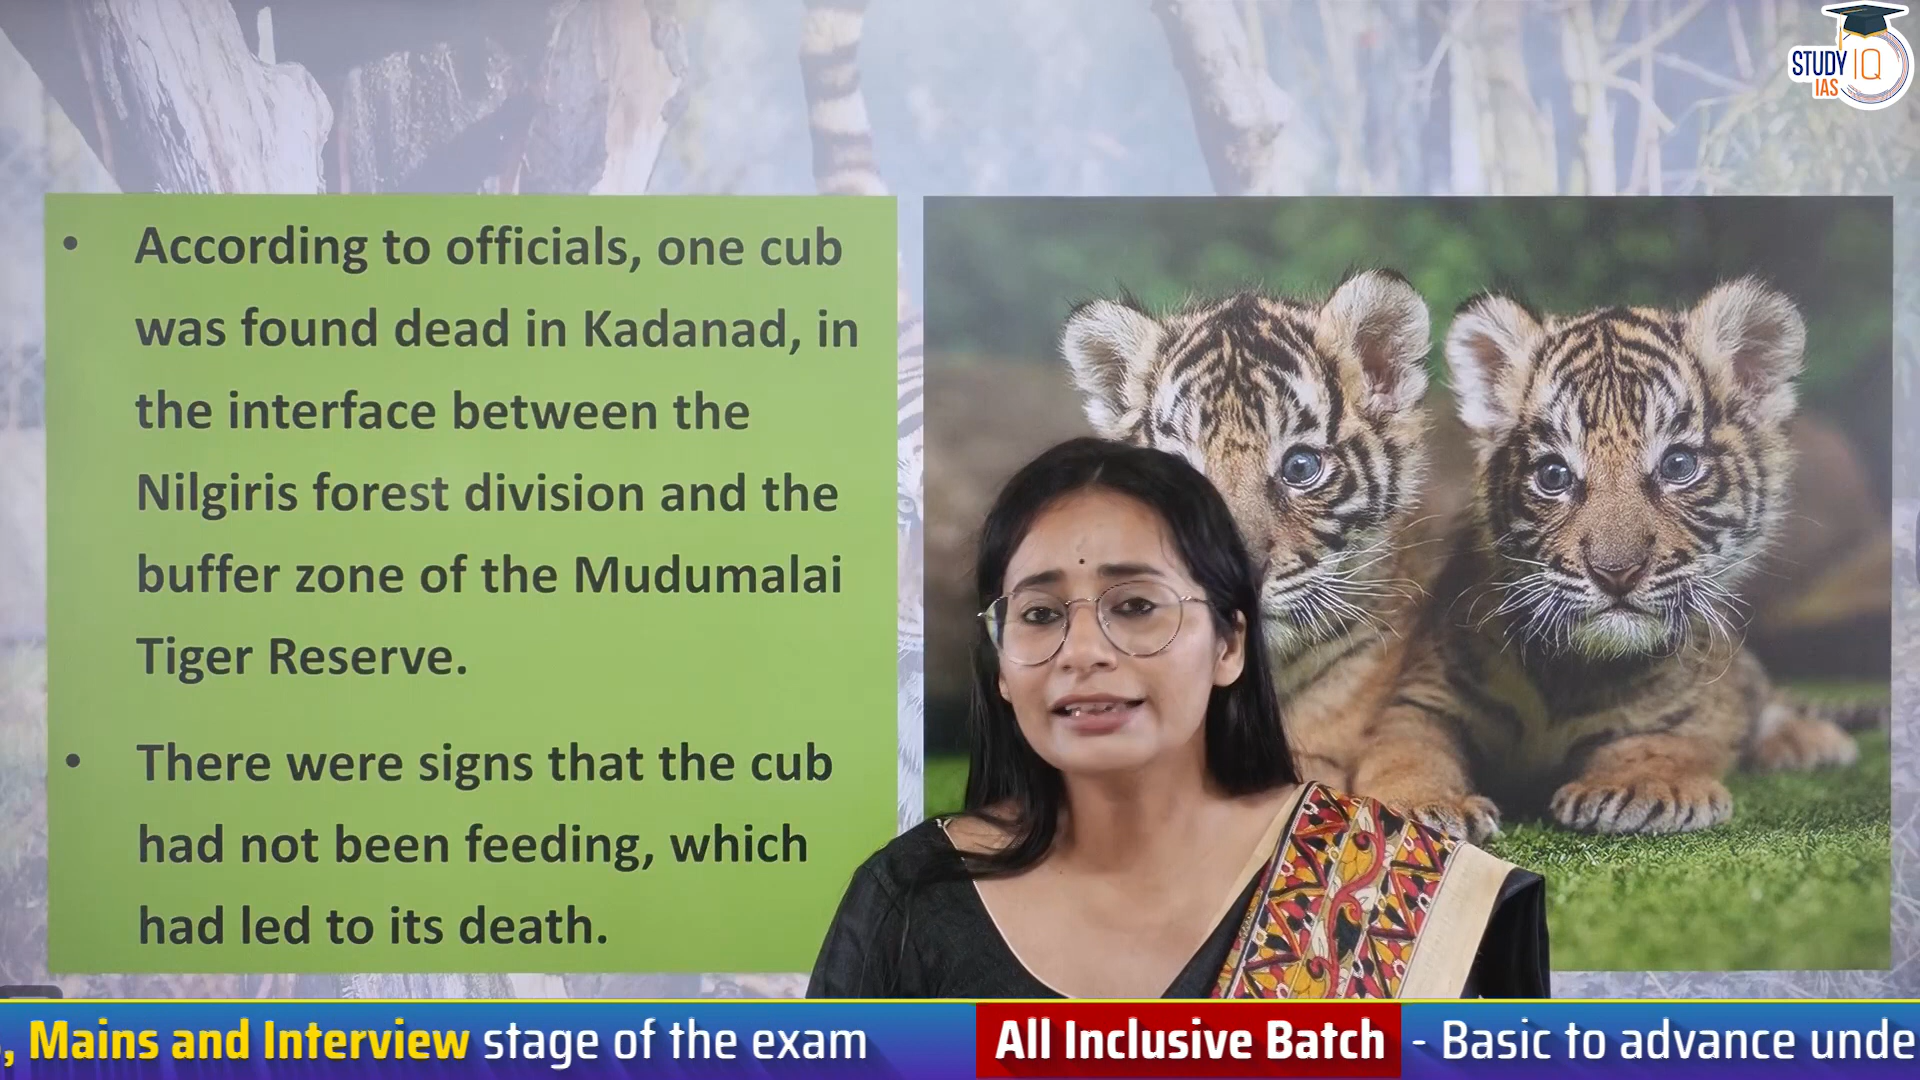 STUDY IQ
IAS
• According to officials, one cub
was found dead in Kadanad, in
the interface between the
Nilgiris forest division and the
buffer zone of the Mudumalai
Tiger Reserve.
• There were signs that the cub
had not been feeding, which
had led to its death.
, Mains and Interview stage of the exam All Inclusive Batch - Basic to advance unde